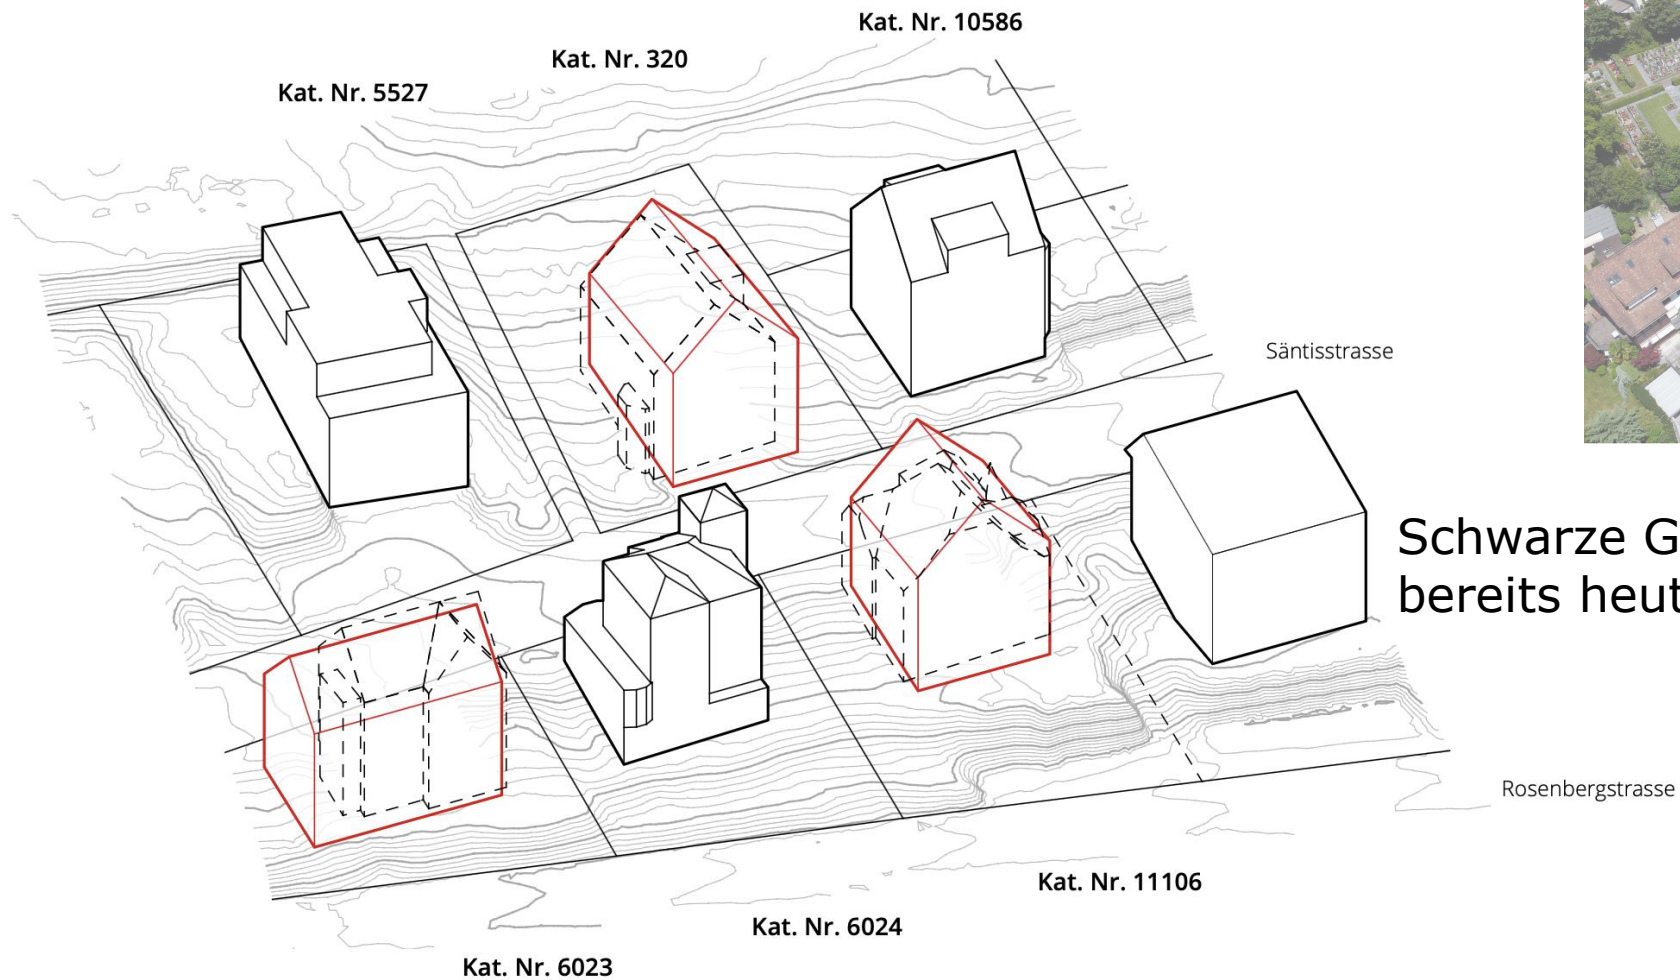 Kat. Nr. 10586
Kat. Nr. 320
Kat. Nr. 5527
Säntisstrasse
Schwarze G
bereits heut
Rosenbergstrasse
Kat. Nr. 11106
Kat. Nr. 6024
Kat. Nr. 6023